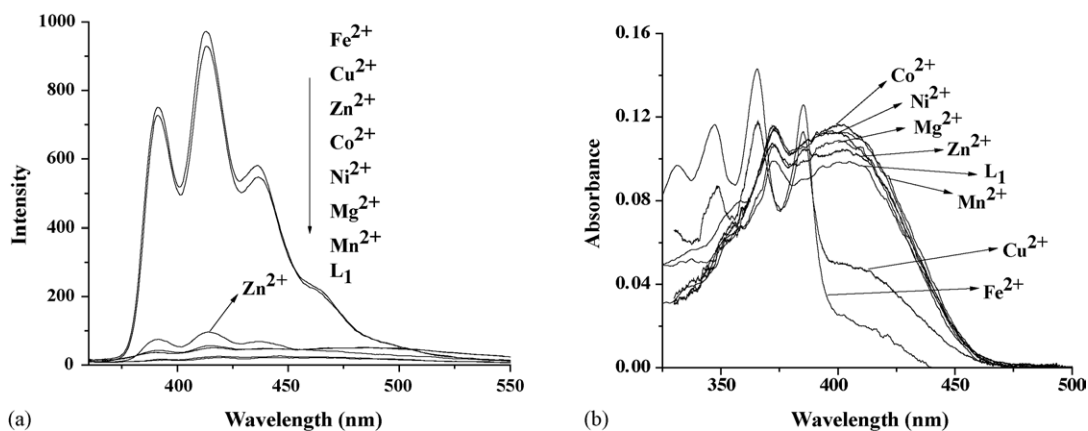 1000
800
600
400
200
0
Intensity
Fe2+
Cu2+
Zn2+
Co2+
Ni2+
Mg2+
Mn2+
L1
Zn2+
400 450 500 550
Wavelength (nm)
(a)
0.16
0.12
0.08
0.04
0.00
Absorbance
Co2+
Ni2+
Mg2+
Zn2+
L1
Mn2+
Cu2+
Fe2+
350 400 450 500
Wavelength (nm)
(b)